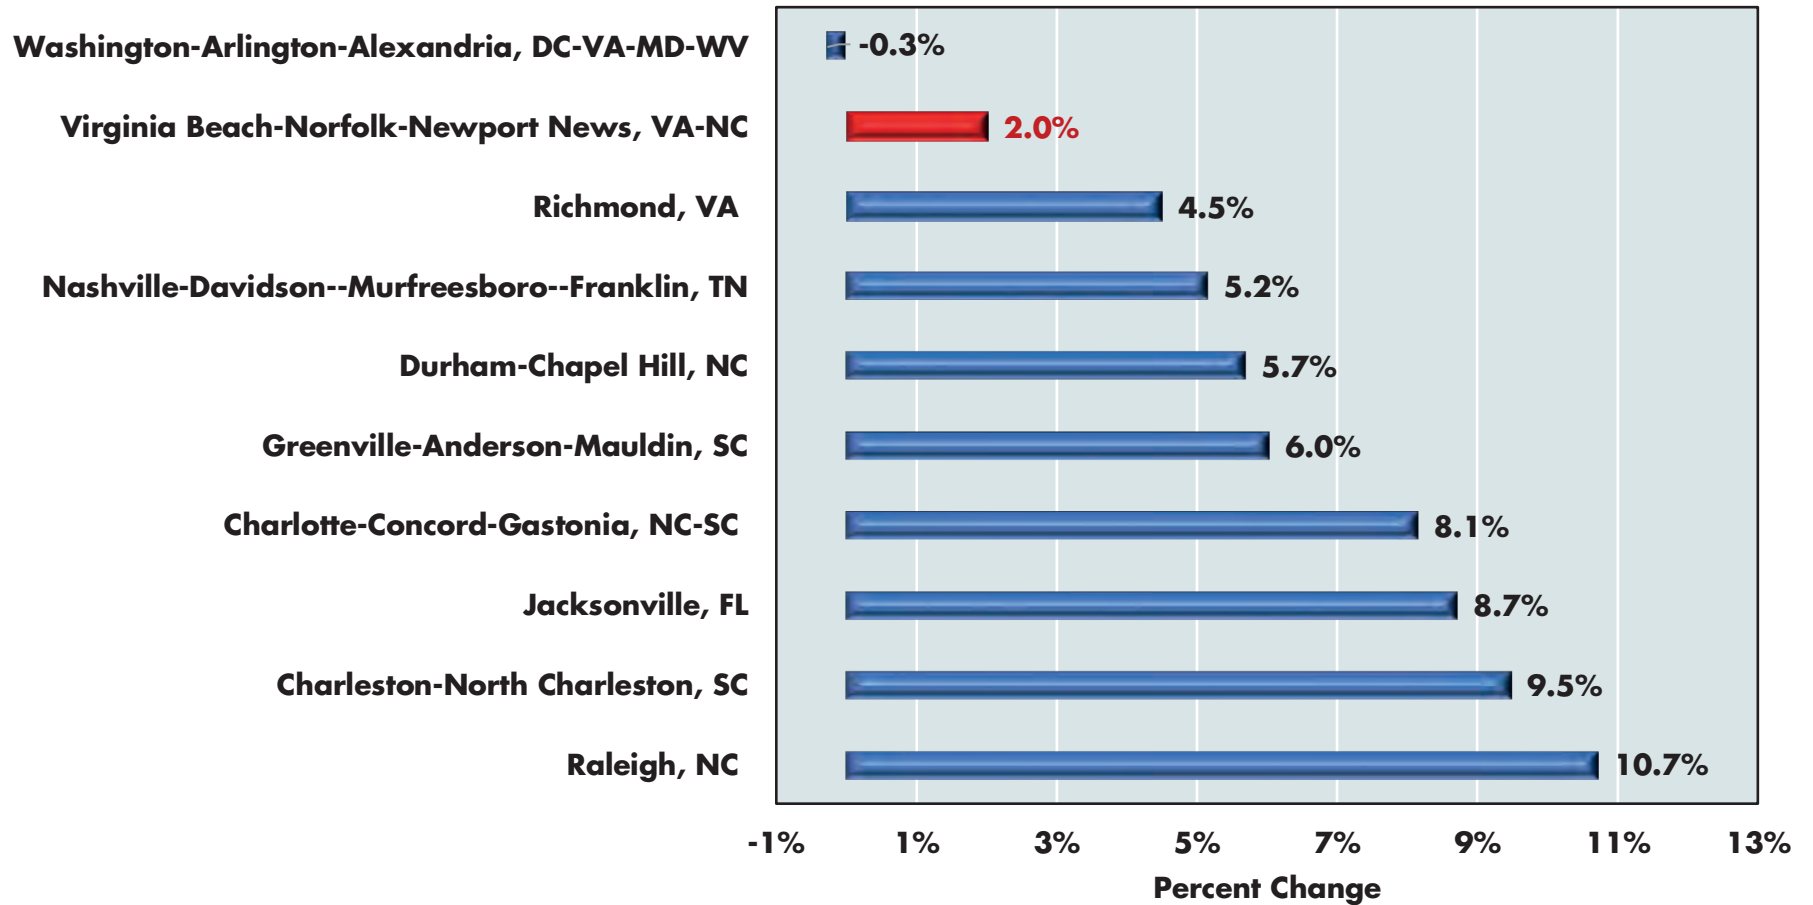 Washington-Arlington-Alexandria, DC-VA-MD-WV -0.3%
Virginia Beach-Norfolk-Newport News, VA-NC 2.0%
Richmond, VA 4.5%
Nashville-Davidson--Murfreesboro--Franklin, TN 5.2%
Durham-Chapel Hill, NC 5.7%
Greenville-Anderson-Mauldin, SC 6.0%
Charlotte-Concord-Gastonia, NC-SC 8.1%
Jacksonville, FL 8.7%
Charleston-North Charleston, SC 9.5%
Raleigh, NC 10.7%
-1% 1% 3% 5% 7% 9% 11% 13%
Percent Change